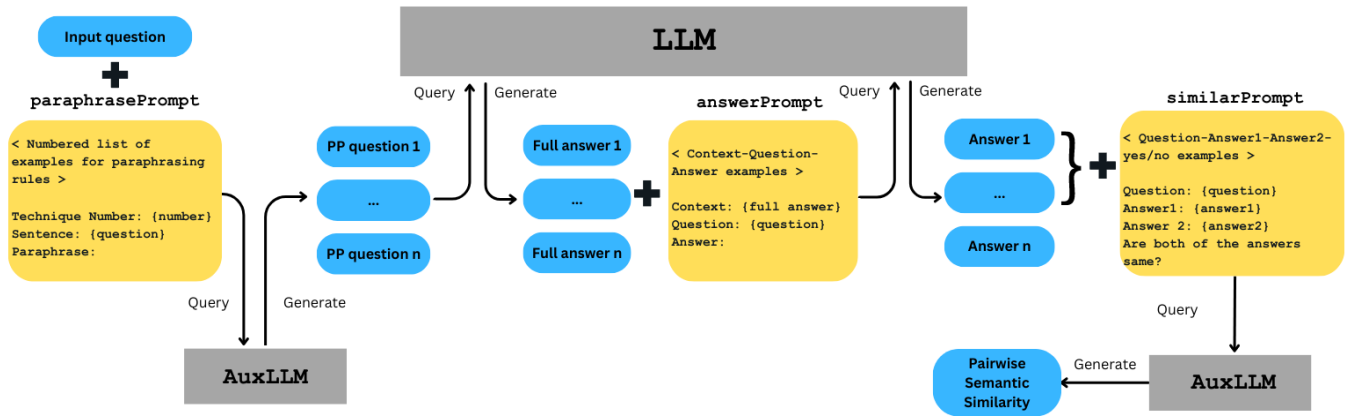 Input question
paraphrasePrompt
< Numbered list of
examples for paraphrasing
rules >
Technique Number: {number}
Sentence: {question}
Paraphrase:
Query
Generate
AuxLLM
PP question 1
...
PP question n
LLM
Query
Generate
Full answer 1
...
Full answer n
answerPrompt
< Context-Question-
Answer examples >
Context: {full answer}
Question: {question}
Answer:
Query
Generate
Answer 1
...
Answer n
}
similarPrompt
< Question-Answer1-Answer2-
yes/no examples >
Question: {question}
Answer1: {answer1}
Answer 2: {answer2}
Are both of the answers
same?
Query
AuxLLM
Generate
Pairwise
Semantic
Similarity